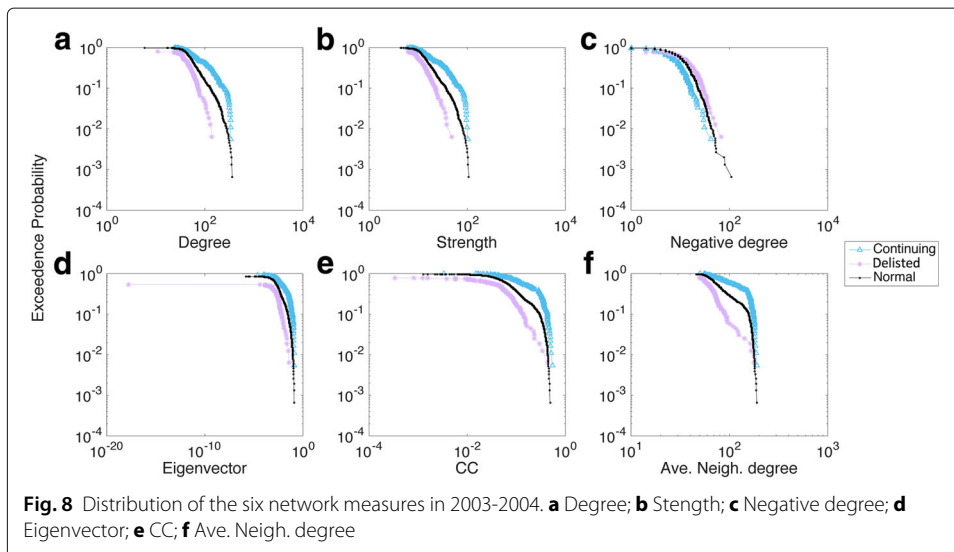 a
b
c
10^0
10^-1
10^-2
10^-3
10^-4
10^0
10^2
10^4
Degree
10^0
10^-1
10^-2
10^-3
10^-4
10^0
10^2
10^4
Strength
10^0
10^-1
10^-2
10^-3
10^-4
10^0
10^2
10^4
Negative degree
Exceedence Probability
Continuing
Delisted
Normal
d
e
f
10^0
10^-1
10^-2
10^-3
10^-4
10^-20
10^-10
10^0
Eigenvector
10^0
10^-1
10^-2
10^-3
10^-4
10^-4
10^-2
10^0
CC
10^0
10^-1
10^-2
10^-3
10^-4
10^1
10^2
10^3
Ave. Neigh. degree
Fig. 8 Distribution of the six network measures in 2003-2004. a Degree; b Stength; c Negative degree; d
Eigenvector; e CC; f Ave. Neigh. degree